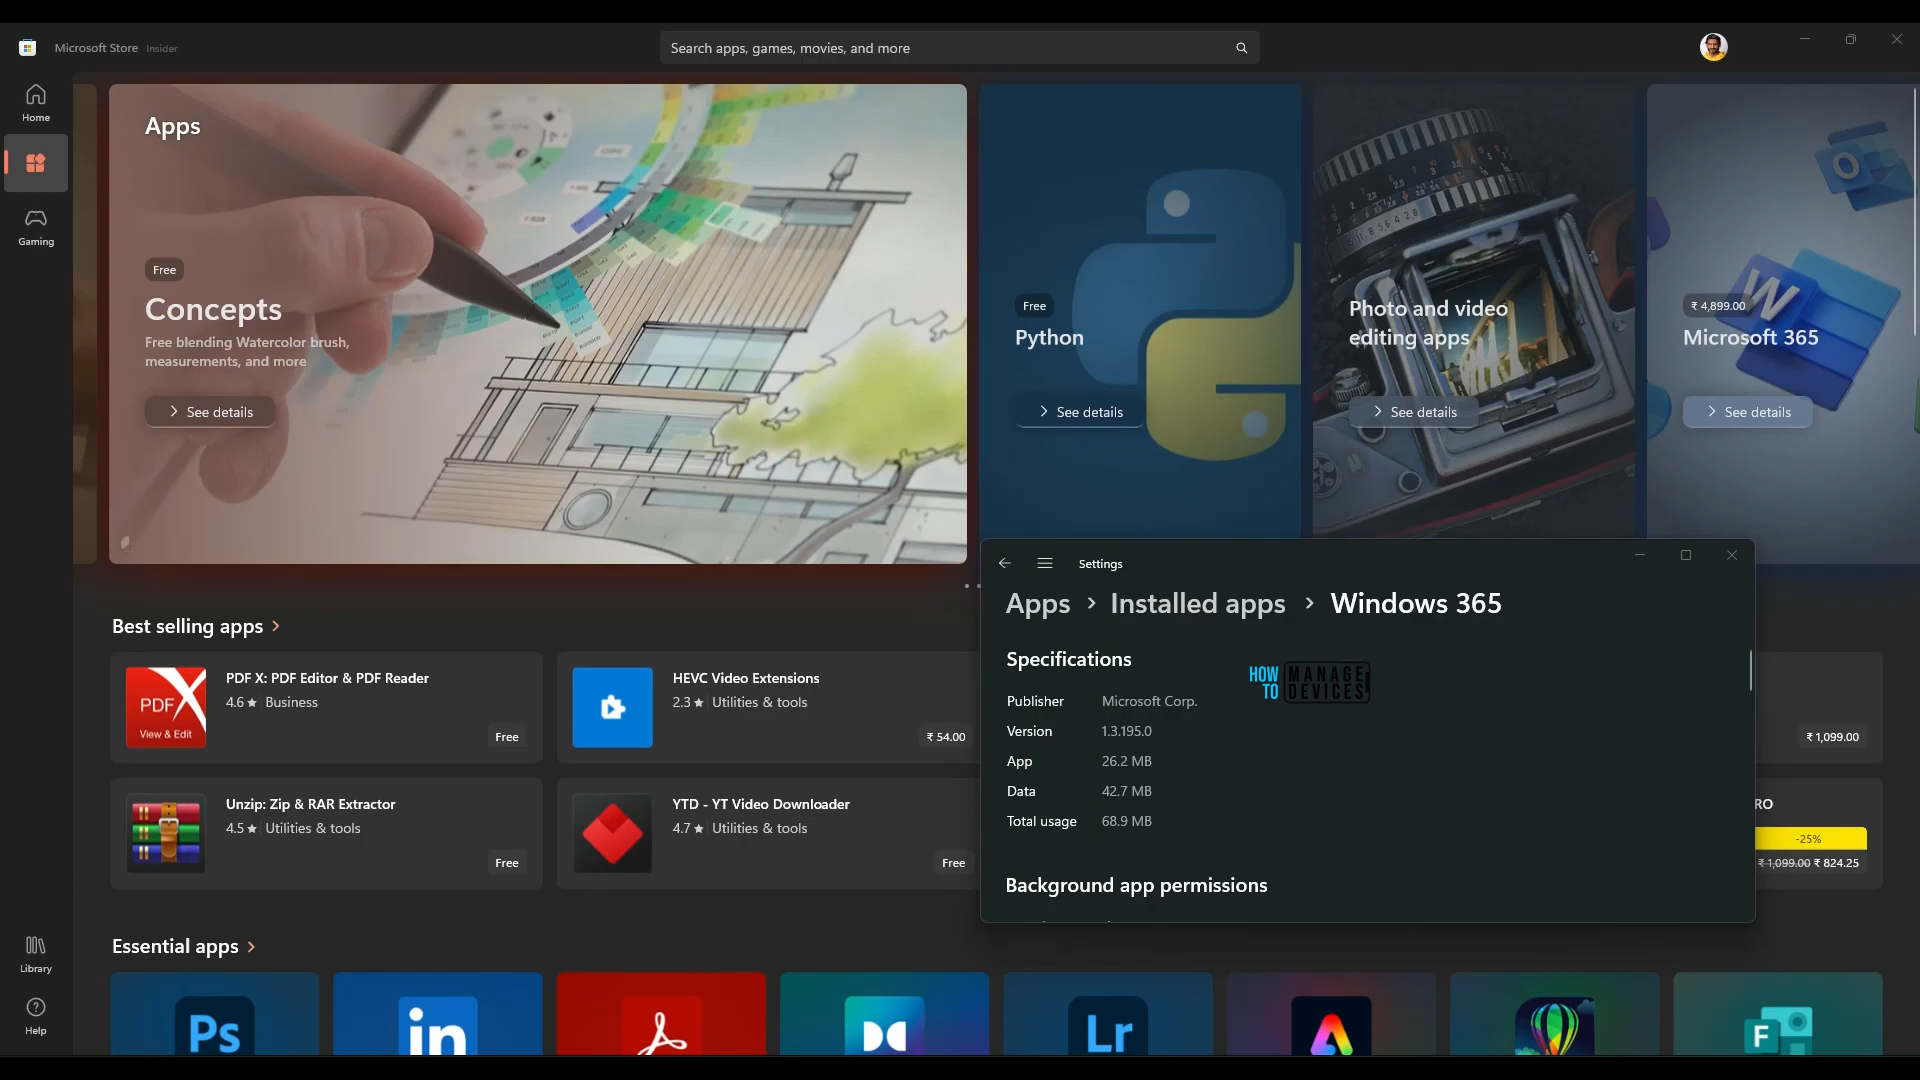 Microsoft Store Insider
Search apps, games, movies, and more
Home
Gaming
Library
Help
Apps
Free
Concepts
Free blending Watercolor brush,
measurements, and more
See details
Free
Python
See details
Photo and video
editing apps
See details
₹ 4,899.00
Microsoft 365
See details
Best selling apps
PDF X
View & Edit
PDF X: PDF Editor & PDF Reader
4.6 ★ Business
Free
HEVC Video Extensions
2.3 ★ Utilities & tools
₹ 54.00
₹ 1,099.00
Unzip: Zip & RAR Extractor
4.5 ★ Utilities & tools
Free
YTD - YT Video Downloader
4.7 ★ Utilities & tools
Free
RO
-25%
₹ 1,099.00 ₹ 824.25
Settings
Apps > Installed apps > Windows 365
Specifications
HOW TO MANAGE DEVICES
Publisher Microsoft Corp.
Version 1.3.195.0
App 26.2 MB
Data 42.7 MB
Total usage 68.9 MB
Background app permissions
Essential apps
Ps
in
Lr
F